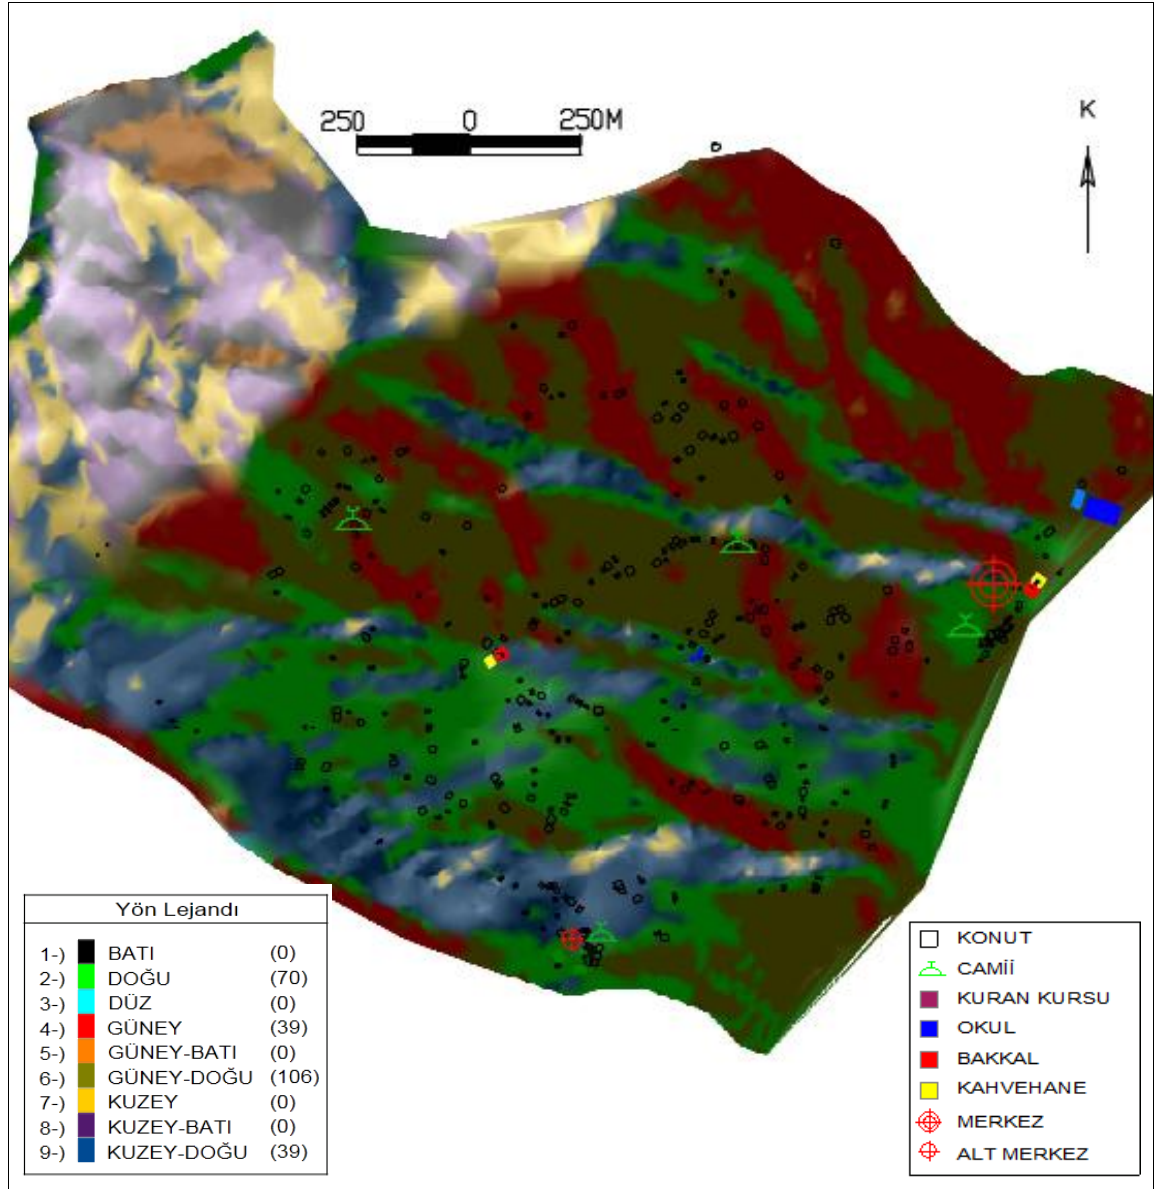 250 0 250M
K
Yön Lejandı
1-) BATI (0)
2-) DOĞU (70)
3-) DÜZ (0)
4-) GÜNEY (39)
5-) GÜNEY-BATI (0)
6-) GÜNEY-DOĞU (106)
7-) KUZEY (0)
8-) KUZEY-BATI (0)
9-) KUZEY-DOĞU (39)
KONUT
CAMİİ
KURAN KURSU
OKUL
BAKKAL
KAHVEHANE
MERKEZ
ALT MERKEZ